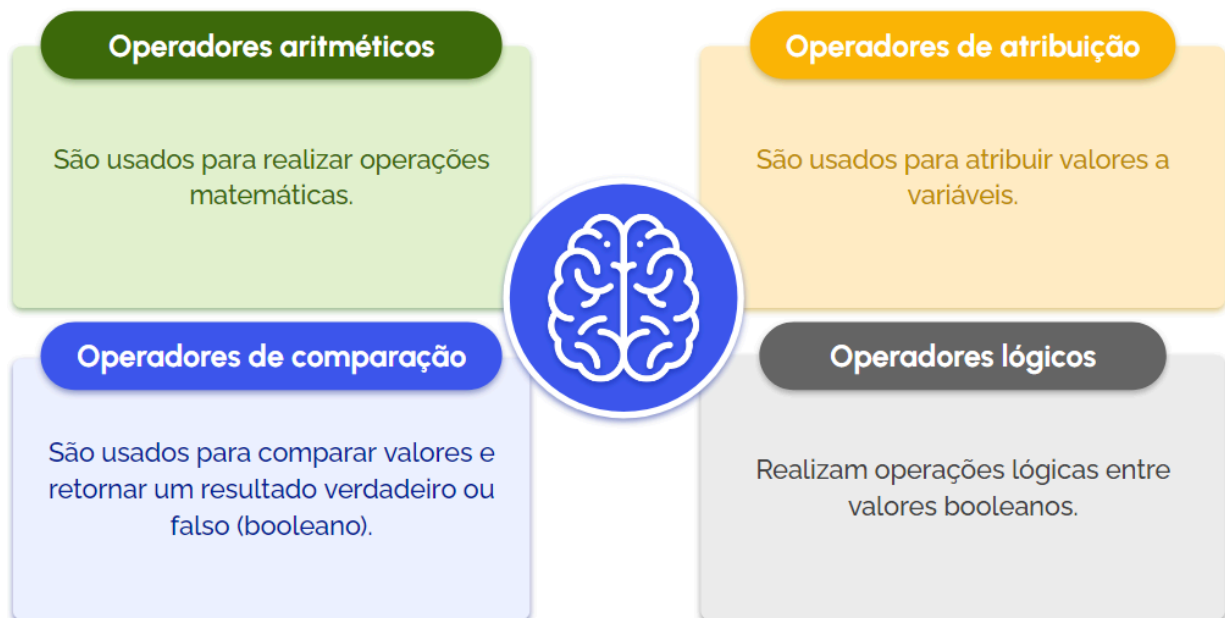 Operadores aritméticos
São usados para realizar operações
matemáticas.
Operadores de atribuição
São usados para atribuir valores a
variáveis.
Operadores de comparação
São usados para comparar valores e
retornar um resultado verdadeiro ou
falso (booleano).
Operadores lógicos
Realizam operações lógicas entre
valores booleanos.